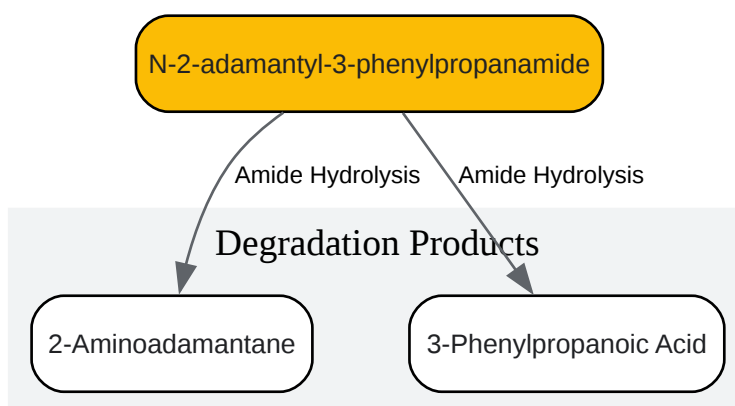 N-2-adamantyl-3-phenylpropanamide
Amide Hydrolysis
Amide Hydrolysis
Degradation Products
2-Aminoadamantane
3-Phenylpropanoic Acid